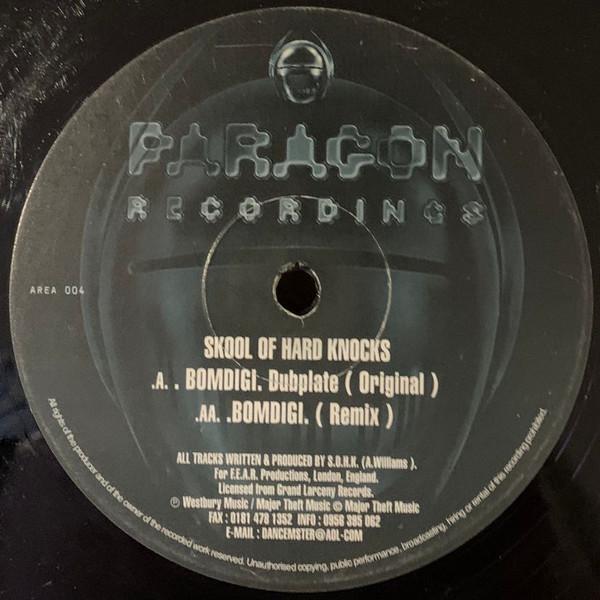 PARAGON
RECORDINGS
AREA 004
SKOOL OF HARD KNOCKS
.A. . BOMDIGI. Dubplate ( Original )
.AA. .BOMDIGI. ( Remix )
ALL TRACKS WRITTEN & PRODUCED BY S.O.H.K. (A.Williams ).
For F.E.A.R. Productions, London, England.
Licensed from Grand Larceny Records.
℗ Westbury Music / Major Theft Music © Major Theft Music
FAX : 0181 478 1352 INFO : 0956 385 062
E-MAIL : DANCEMSTER@AOL-COM
All rights of the producer and of the owner of the recorded work reserved. Unauthorised copying, public performance, broadcasting, hiring or rental of this recording prohibited.